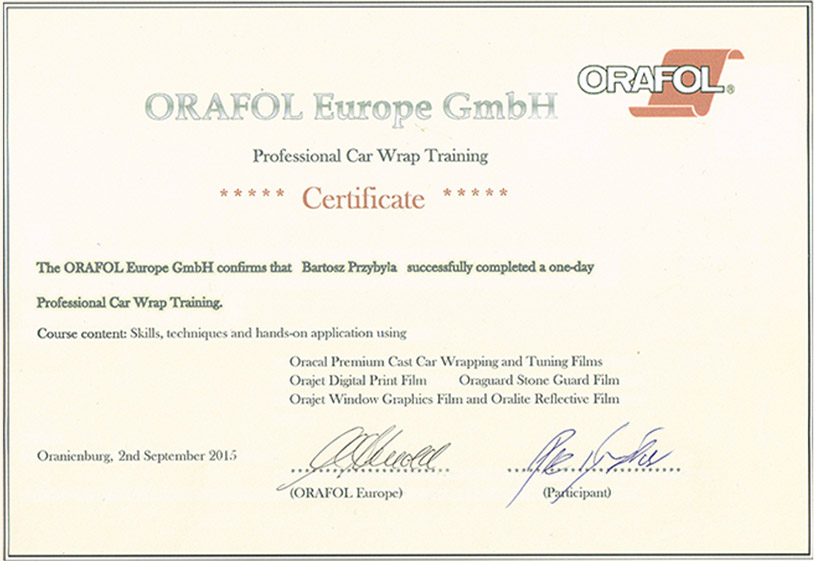 ORAFOL®
ORAFOL Europe GmbH
Professional Car Wrap Training
***** Certificate *****
The ORAFOL Europe GmbH confirms that Bartosz Przybyla successfully completed a one-day
Professional Car Wrap Training.
Course content: Skills, techniques and hands-on application using
Oracal Premium Cast Car Wrapping and Tuning Films
Orajet Digital Print Film Oraguard Stone Guard Film
Orajet Window Graphics Film and Oralite Reflective Film
Oranienburg, 2nd September 2015
(ORAFOL Europe) (Participant)